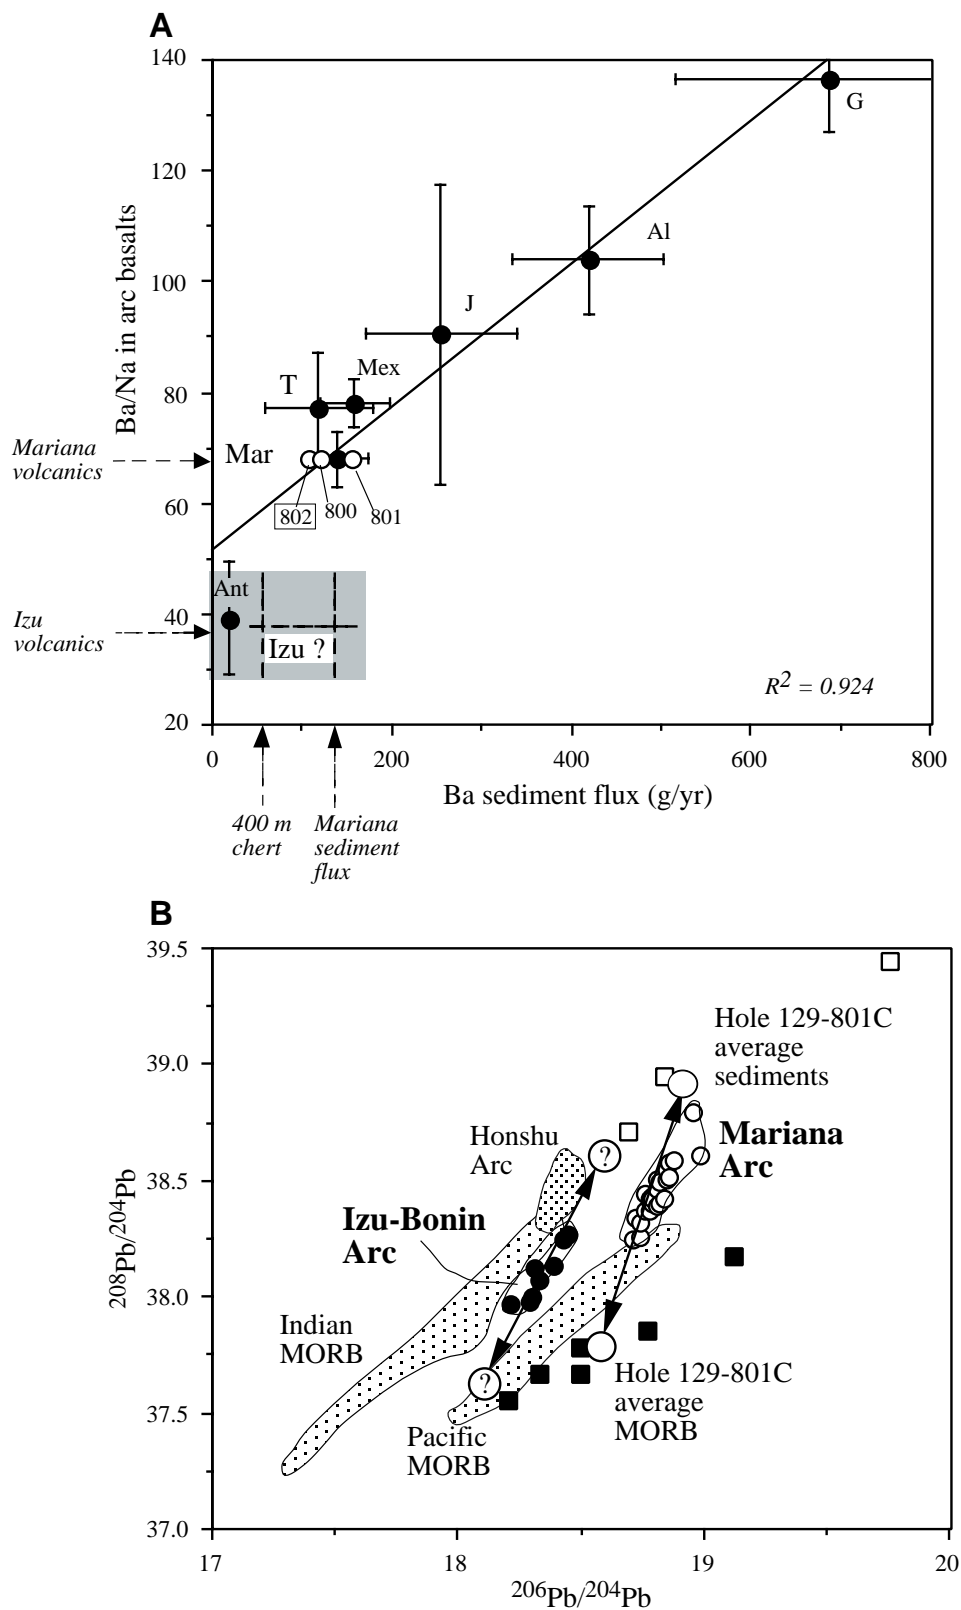 A
140
120
100
80
60
40
20
Ba/Na in arc basalts
G
Al
J
Mex
T
Mar
802
800
801
Mariana
volcanics
Ant
Izu
volcanics
Izu ?
R2 = 0.924
0
200
400
600
800
Ba sediment flux (g/yr)
400 m
chert
Mariana
sediment
flux
B
39.5
39.0
38.5
38.0
37.5
37.0
208Pb/204Pb
Hole 129-801C
average
sediments
Mariana
Arc
Honshu
Arc
?
Izu-Bonin
Arc
Indian
MORB
?
Hole 129-801C
average
MORB
Pacific
MORB
17
18
19
20
206Pb/204Pb